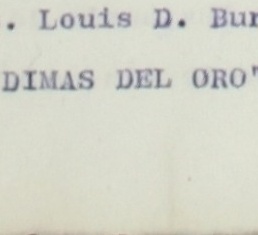 . Louis D. Bur
DIMAS DEL ORO"